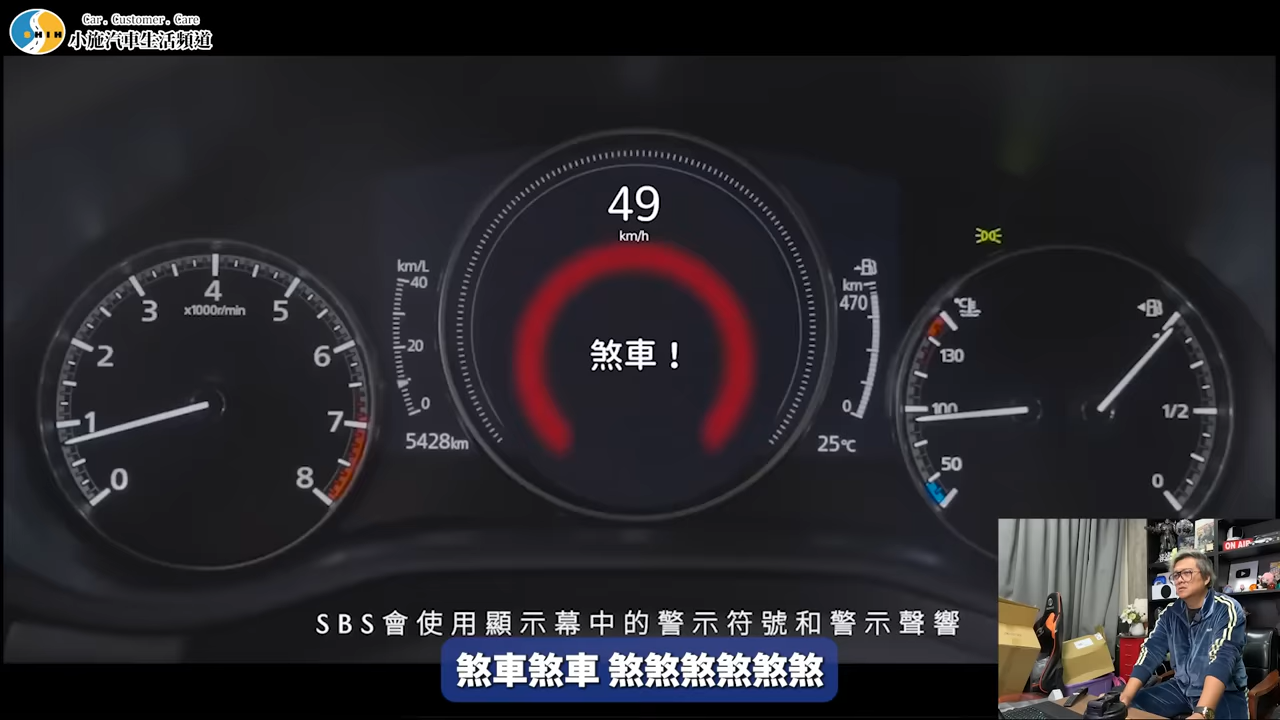 Car. Customer. Care
SHIH
小施汽車生活頻道
49
km/h
煞車！
km/L
40
20
0
5428km
km
470
0
25℃
4
x1000r/min
3
5
2
6
1
7
0
8
℃
130
100
50
1/2
0
ON AIR
SBS會使用顯示幕中的警示符號和警示聲響
煞車煞車 煞煞煞煞煞煞